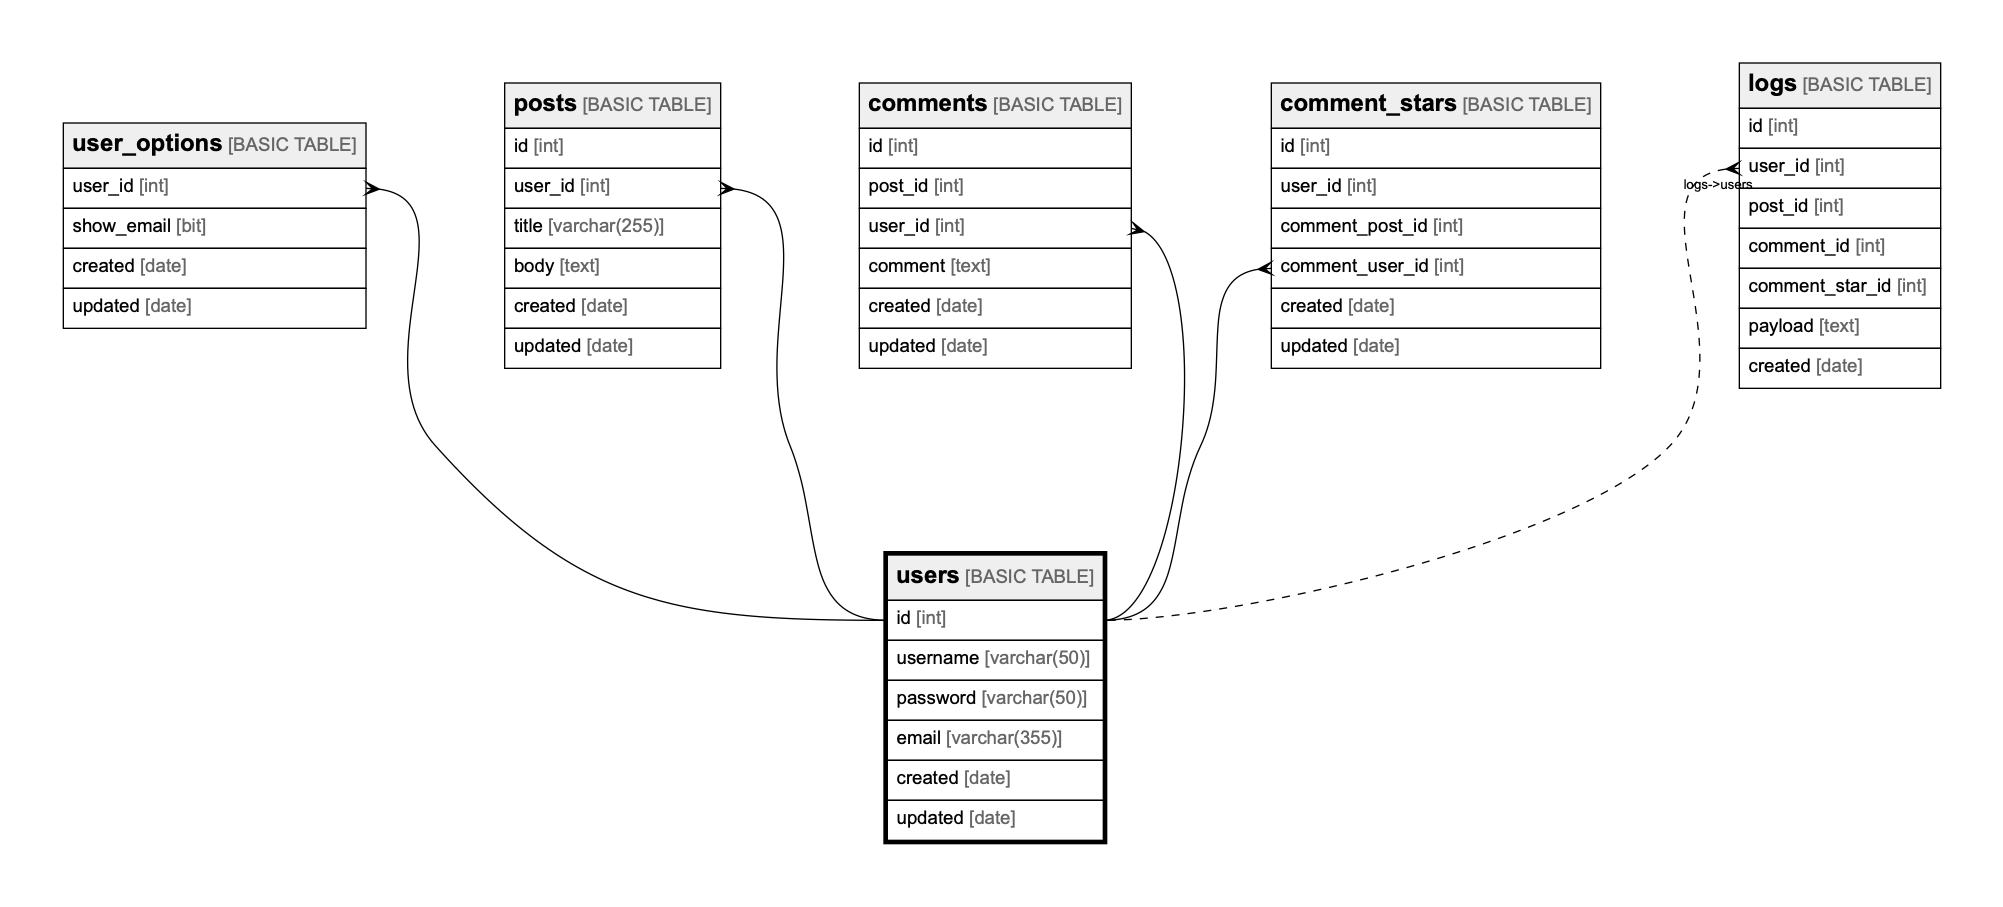 user_options [BASIC TABLE]
user_id [int]
show_email [bit]
created [date]
updated [date]
posts [BASIC TABLE]
id [int]
user_id [int]
title [varchar(255)]
body [text]
created [date]
updated [date]
comments [BASIC TABLE]
id [int]
post_id [int]
user_id [int]
comment [text]
created [date]
updated [date]
comment_stars [BASIC TABLE]
id [int]
user_id [int]
comment_post_id [int]
comment_user_id [int]
created [date]
updated [date]
logs [BASIC TABLE]
id [int]
user_id [int]
logs->users
post_id [int]
comment_id [int]
comment_star_id [int]
payload [text]
created [date]
users [BASIC TABLE]
id [int]
username [varchar(50)]
password [varchar(50)]
email [varchar(355)]
created [date]
updated [date]